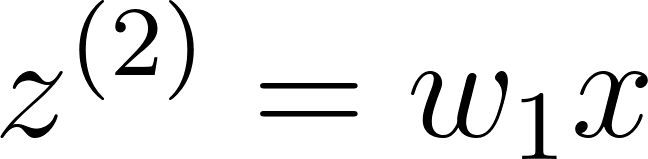 z^{(2)} = w_1x